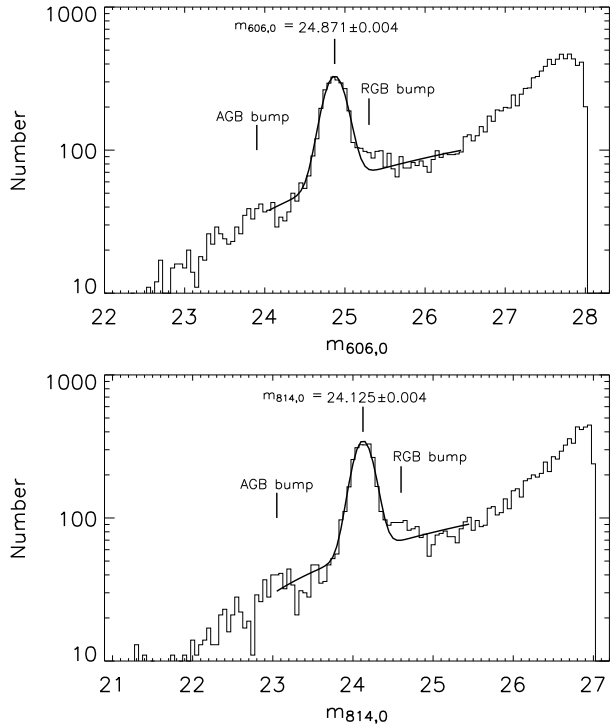 1000
m606,0 = 24.871±0.004
RGB bump
AGB bump
Number
100
10
22 23 24 25 26 27 28
m606,0
1000
m814,0 = 24.125±0.004
RGB bump
AGB bump
Number
100
10
21 22 23 24 25 26 27
m814,0